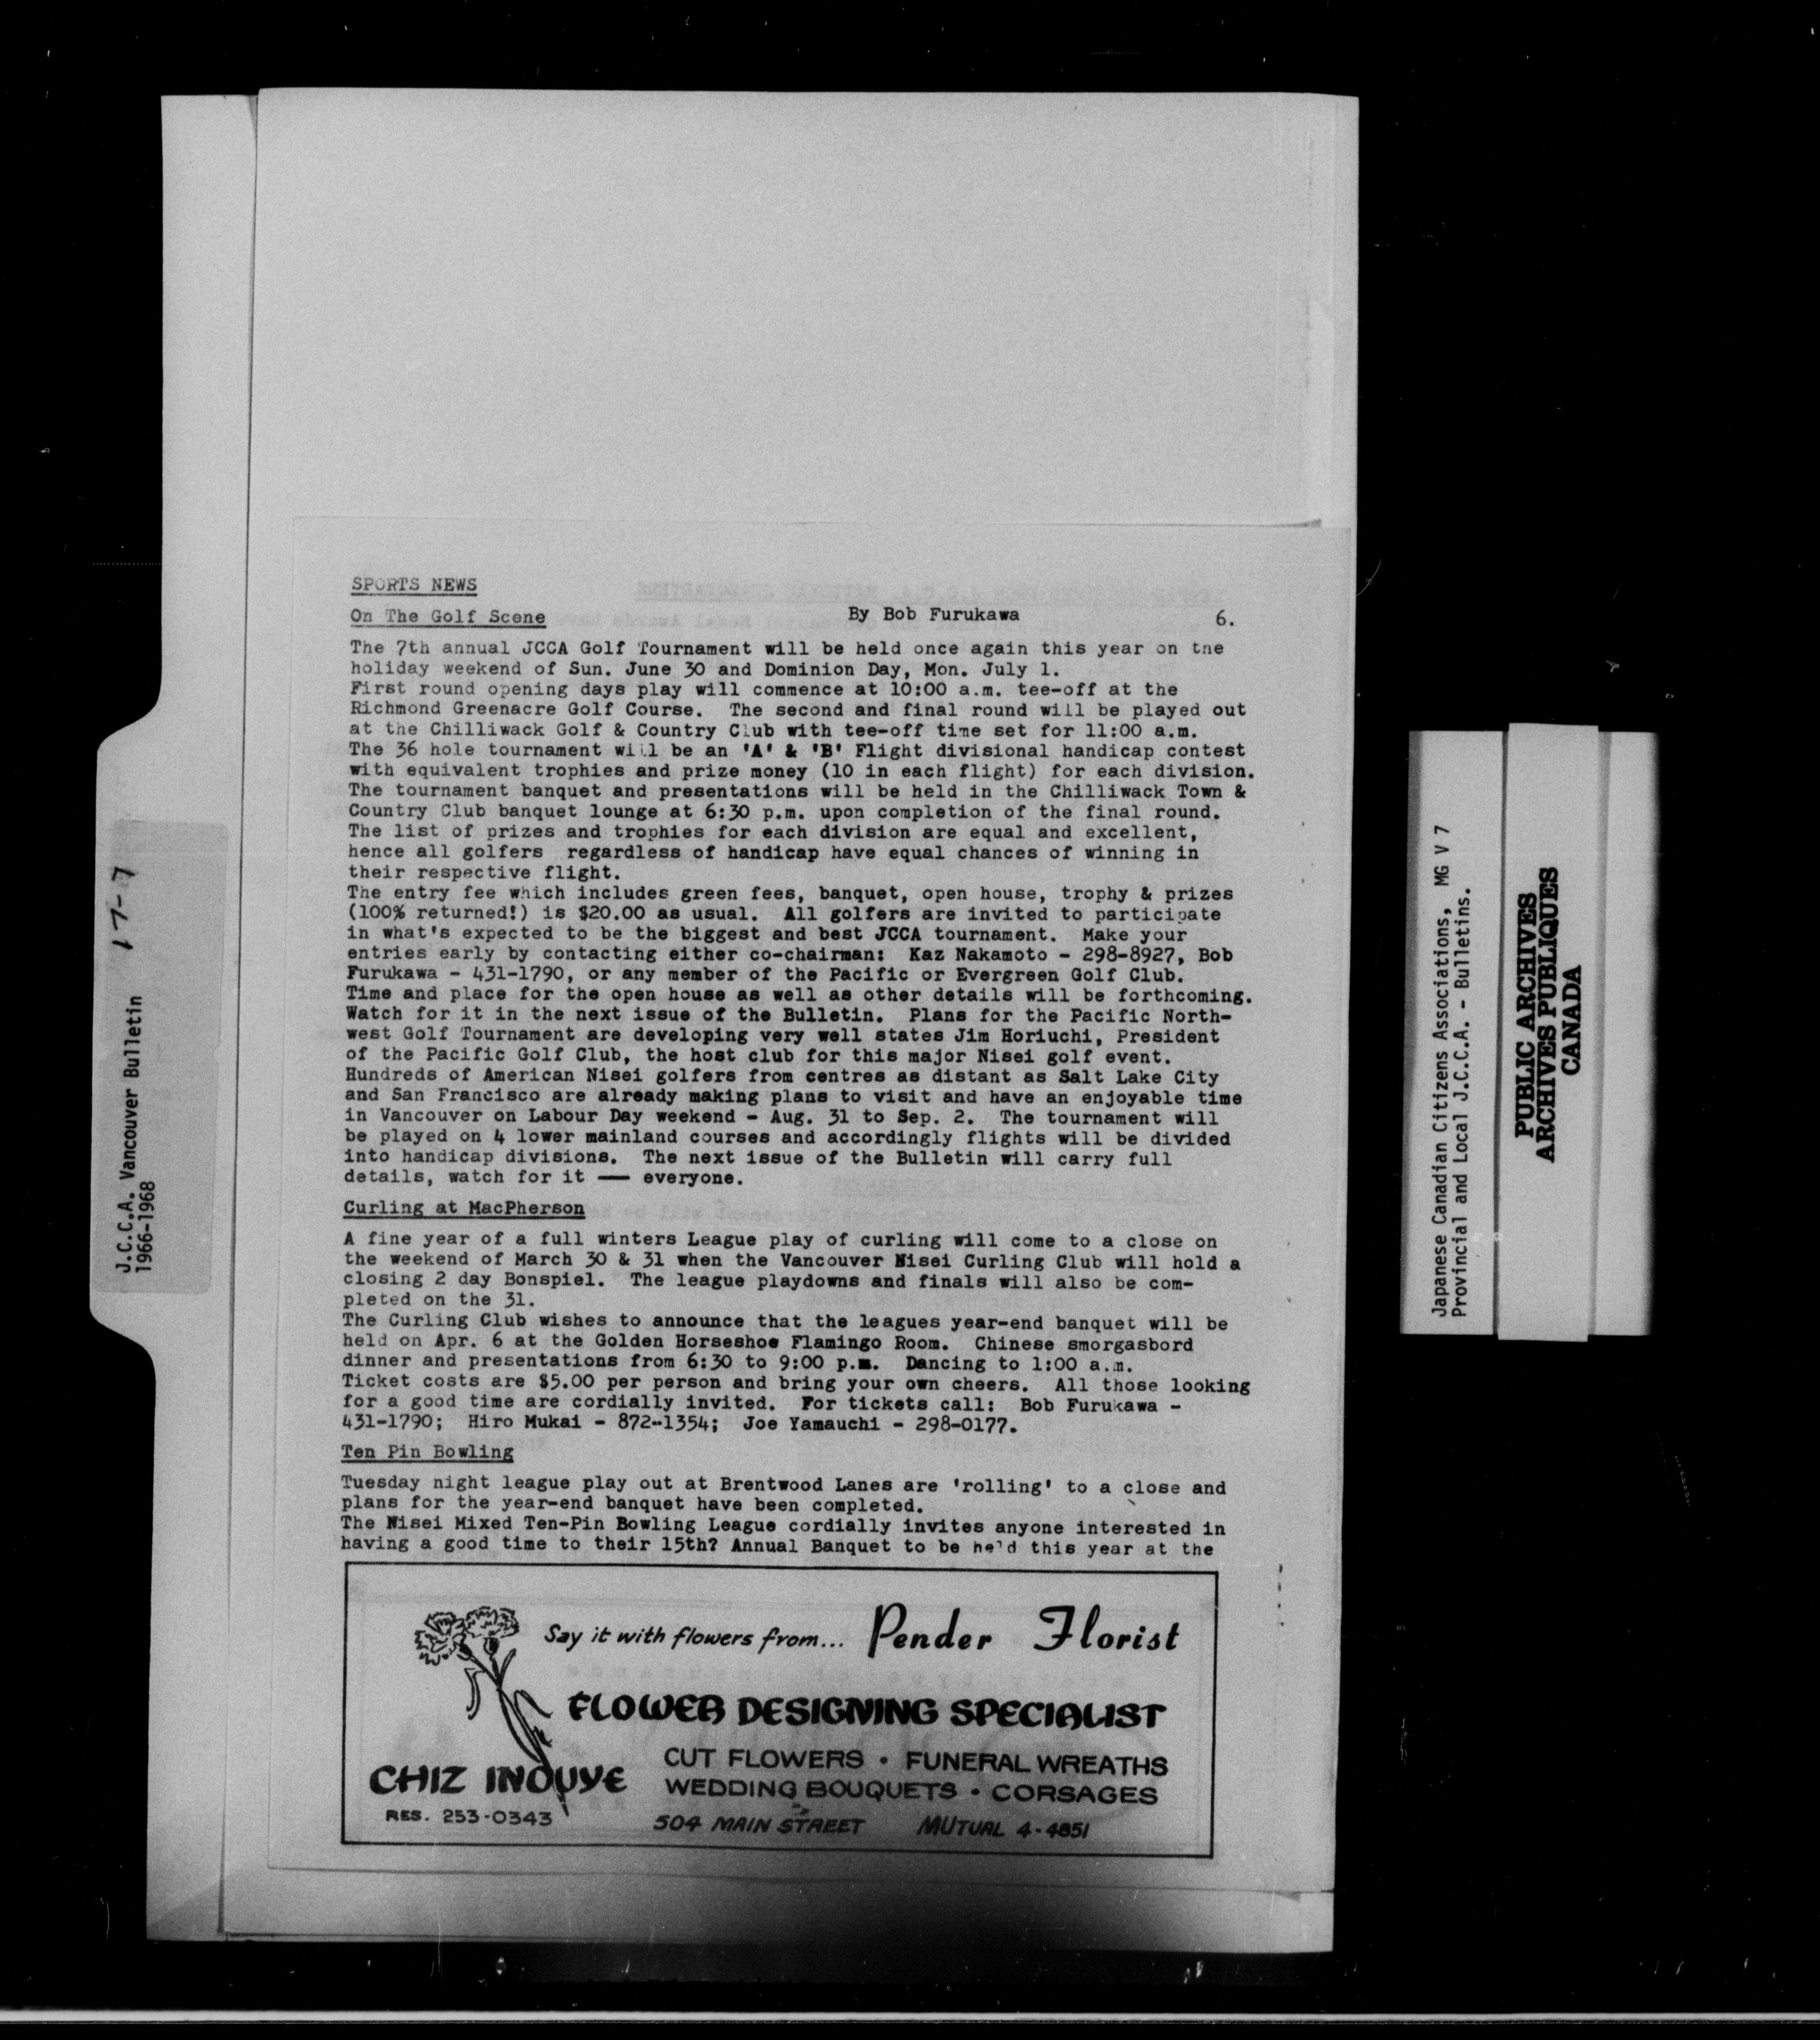 SPORTS NEWS
On The Golf Scene By Bob Furukawa 6.
The 7th annual JCCA Golf Tournament will be held once again this year on the
holiday weekend of Sun. June 30 and Dominion Day, Mon. July 1.
First round opening days play will commence at 10:00 a.m. tee-off at the
Richmond Greenacre Golf Course. The second and final round will be played out
at the Chilliwack Golf & Country Club with tee-off time set for 11:00 a.m.
The 36 hole tournament will be an 'A' & 'B' Flight divisional handicap contest
with equivalent trophies and prize money (10 in each flight) for each division.
The tournament banquet and presentations will be held in the Chilliwack Town &
Country Club banquet lounge at 6:30 p.m. upon completion of the final round.
The list of prizes and trophies for each division are equal and excellent,
hence all golfers regardless of handicap have equal chances of winning in
their respective flight.
The entry fee which includes green fees, banquet, open house, trophy & prizes
(100% returned!) is $20.00 as usual. All golfers are invited to participate
in what's expected to be the biggest and best JCCA tournament. Make your
entries early by contacting either co-chairman: Kaz Nakamoto - 298-8927, Bob
Furukawa - 431-1790, or any member of the Pacific or Evergreen Golf Club.
Time and place for the open house as well as other details will be forthcoming.
Watch for it in the next issue of the Bulletin. Plans for the Pacific North-
west Golf Tournament are developing very well states Jim Horiuchi, President
of the Pacific Golf Club, the host club for this major Nisei golf event.
Hundreds of American Nisei golfers from centres as distant as Salt Lake City
and San Francisco are already making plans to visit and have an enjoyable time
in Vancouver on Labour Day weekend - Aug. 31 to Sep. 2. The tournament will
be played on 4 lower mainland courses and accordingly flights will be divided
into handicap divisions. The next issue of the Bulletin will carry full
details, watch for it — everyone.
Curling at MacPherson
A fine year of a full winters League play of curling will come to a close on
the weekend of March 30 & 31 when the Vancouver Nisei Curling Club will hold a
closing 2 day Bonspiel. The league playdowns and finals will also be com-
pleted on the 31.
The Curling Club wishes to announce that the leagues year-end banquet will be
held on Apr. 6 at the Golden Horseshoe Flamingo Room. Chinese smorgasbord
dinner and presentations from 6:30 to 9:00 p.m. Dancing to 1:00 a.m.
Ticket costs are $5.00 per person and bring your own cheers. All those looking
for a good time are cordially invited. For tickets call: Bob Furukawa -
431-1790; Hiro Mukai - 872-1354; Joe Yamauchi - 298-0177.
Ten Pin Bowling
Tuesday night league play out at Brentwood Lanes are 'rolling' to a close and
plans for the year-end banquet have been completed.
The Nisei Mixed Ten-Pin Bowling League cordially invites anyone interested in
having a good time to their 15th? Annual Banquet to be held this year at the
Say it with flowers from... Pender Florist
FLOWER DESIGNING SPECIALIST
CHIZ INOUYE
RES. 253-0343
CUT FLOWERS • FUNERAL WREATHS
WEDDING BOUQUETS • CORSAGES
504 MAIN STREET MUTUAL 4-4851
J.C.C.A. Vancouver Bulletin 17-7
1966-1968
Japanese Canadian Citizens Associations, MG V 7
Provincial and Local J.C.C.A. - Bulletins.
PUBLIC ARCHIVES
ARCHIVES PUBLIQUES
CANADA